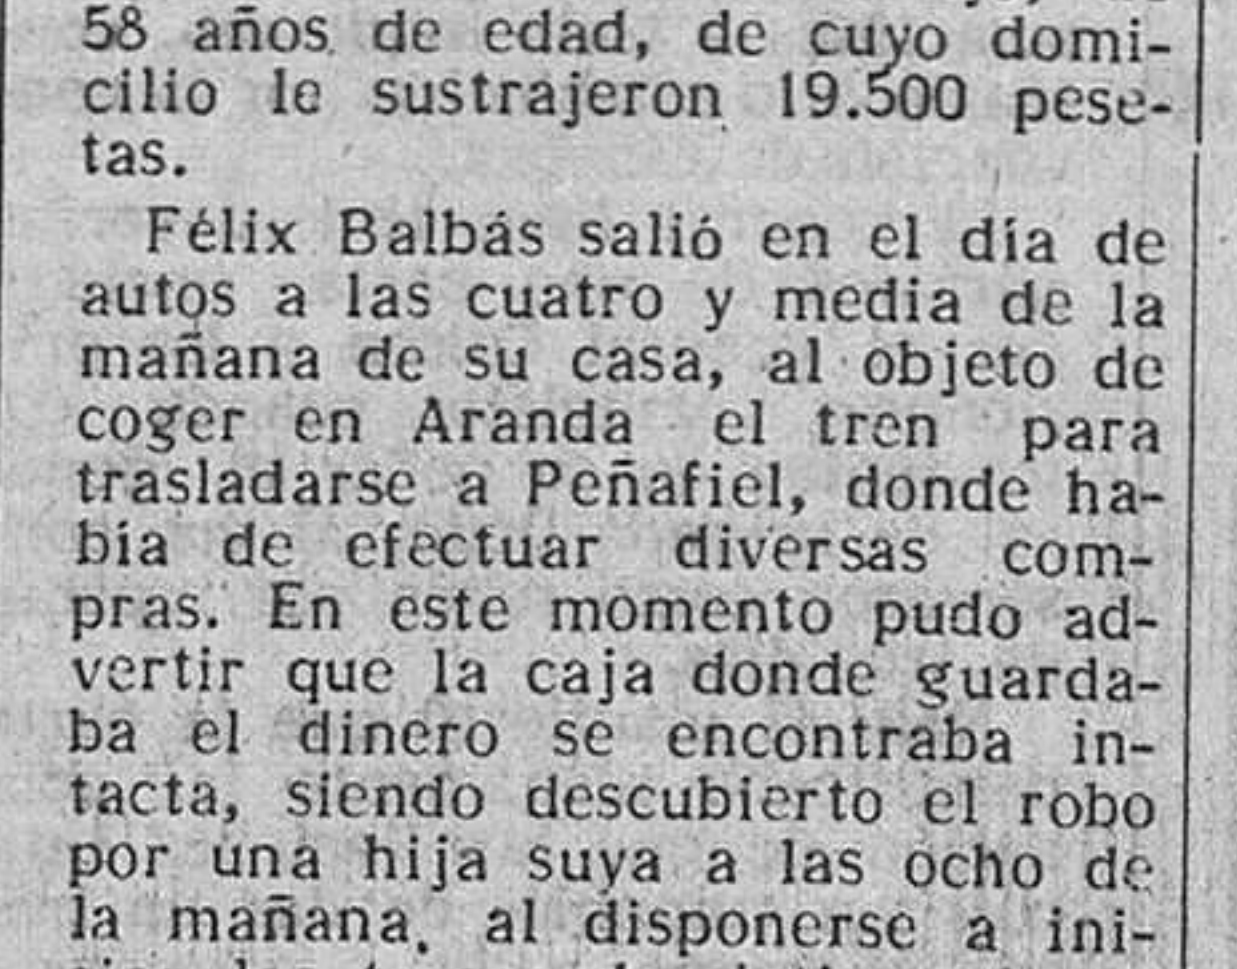 58 años de edad, de cuyo domi-
cilio le sustrajeron 19.500 pese-
tas.
Félix Balbás salió en el día de
autos a las cuatro y media de la
mañana de su casa, al objeto de
coger en Aranda el tren para
trasladarse a Peñafiel, donde ha-
bía de efectuar diversas com-
pras. En este momento pudo ad-
vertir que la caja donde guarda-
ba el dinero se encontraba in-
tacta, siendo descubierto el robo
por una hija suya a las ocho de
la mañana, al disponerse a ini-